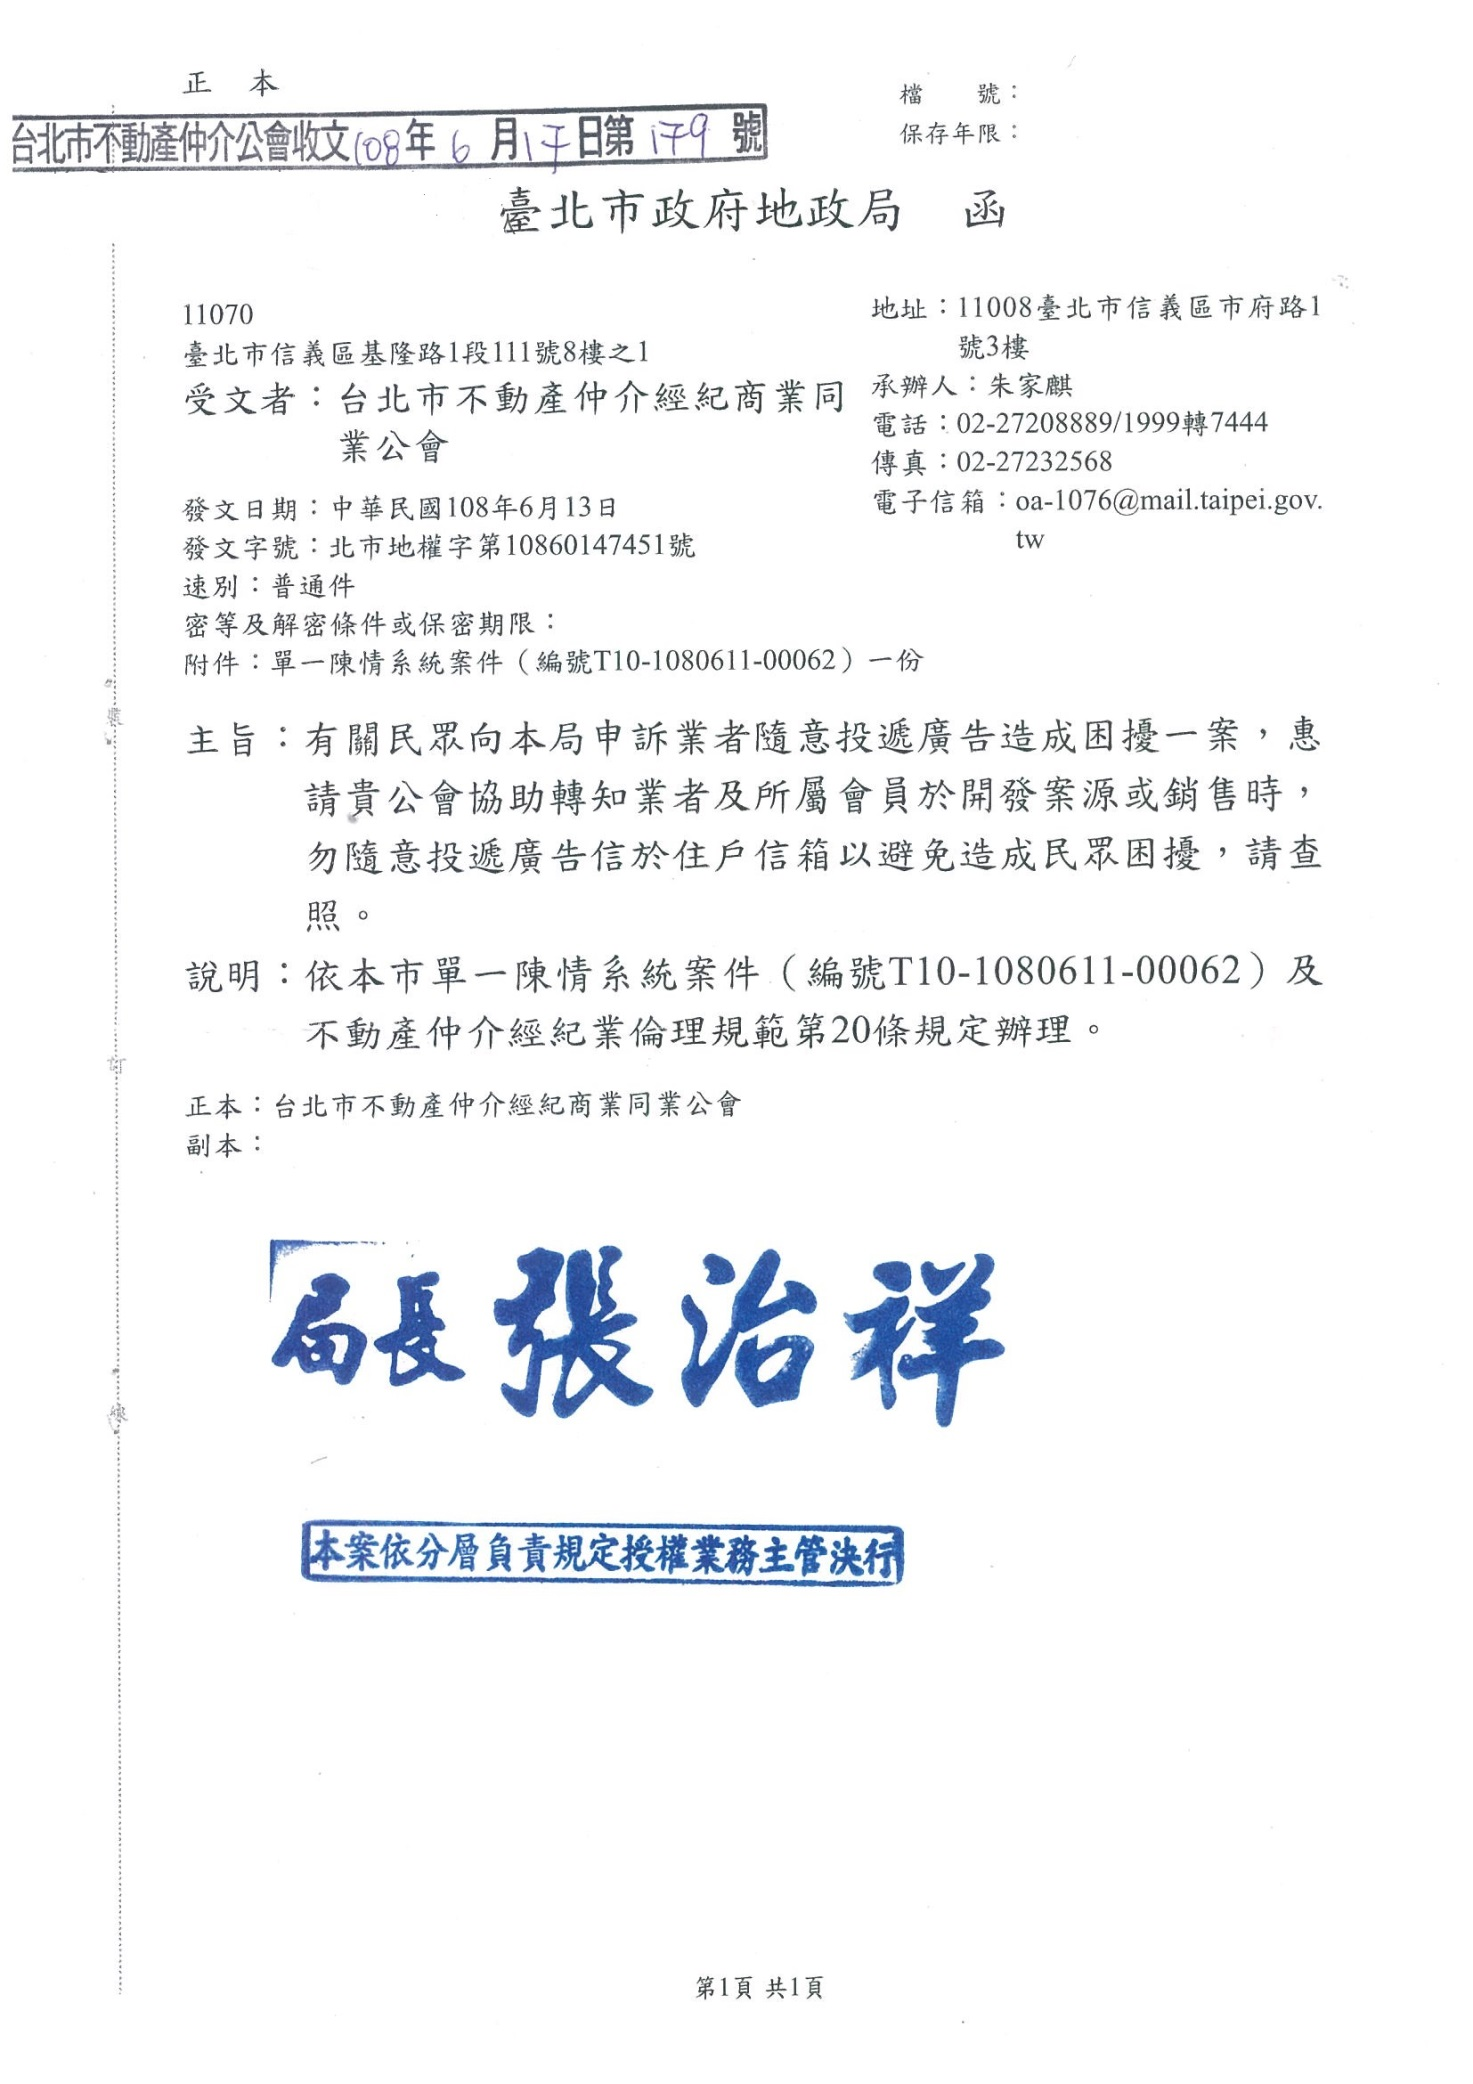 正 本
檔 號：
保存年限：
台北市不動產仲介公會收文108年6月17日第179號
臺北市政府地政局 函
11070
臺北市信義區基隆路1段111號8樓之1
受文者：台北市不動產仲介經紀商業同
業公會
地址：11008臺北市信義區市府路1
號3樓
承辦人：朱家麒
電話：02-27208889/1999轉7444
傳真：02-27232568
電子信箱：oa-1076@mail.taipei.gov.
tw
發文日期：中華民國108年6月13日
發文字號：北市地權字第10860147451號
速別：普通件
密等及解密條件或保密期限：
附件：單一陳情系統案件（編號T10-1080611-00062）一份
主旨：有關民眾向本局申訴業者隨意投遞廣告造成困擾一案，惠
請貴公會協助轉知業者及所屬會員於開發案源或銷售時，
勿隨意投遞廣告信於住戶信箱以避免造成民眾困擾，請查
照。
說明：依本市單一陳情系統案件（編號T10-1080611-00062）及
不動產仲介經紀業倫理規範第20條規定辦理。
正本：台北市不動產仲介經紀商業同業公會
副本：
裝
訂
線
局長 張治祥
本案依分層負責規定授權業務主管決行
第1頁 共1頁